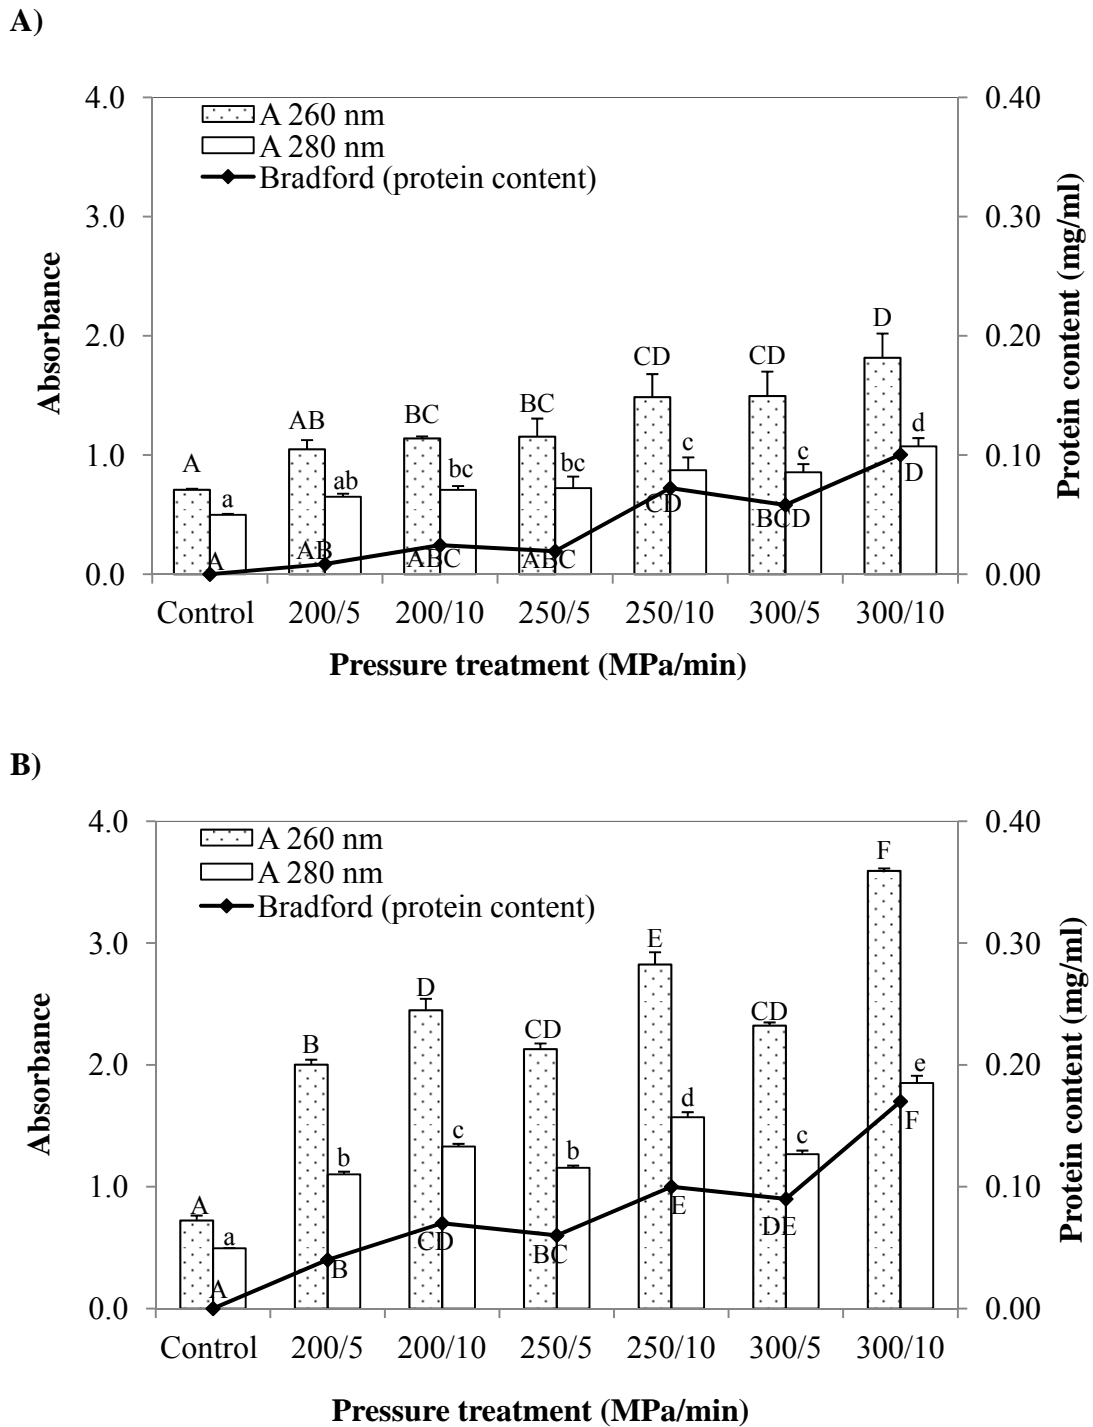 A)
4.0
0.40
A 260 nm
A 280 nm
Bradford (protein content)
3.0
0.30
2.0
0.20
1.0
0.10
0.0
0.00
Absorbance
Protein content (mg/ml)
A
AB
BC
BC
CD
CD
D
a
ab
bc
bc
c
c
d
A
AB
ABC
ABC
CD
BCD
D
Control 200/5 200/10 250/5 250/10 300/5 300/10
Pressure treatment (MPa/min)
B)
4.0
0.40
A 260 nm
A 280 nm
Bradford (protein content)
3.0
0.30
2.0
0.20
1.0
0.10
0.0
0.00
Absorbance
Protein content (mg/ml)
A
B
D
CD
E
CD
F
a
b
c
b
d
c
e
A
B
CD
BC
E
DE
F
Control 200/5 200/10 250/5 250/10 300/5 300/10
Pressure treatment (MPa/min)